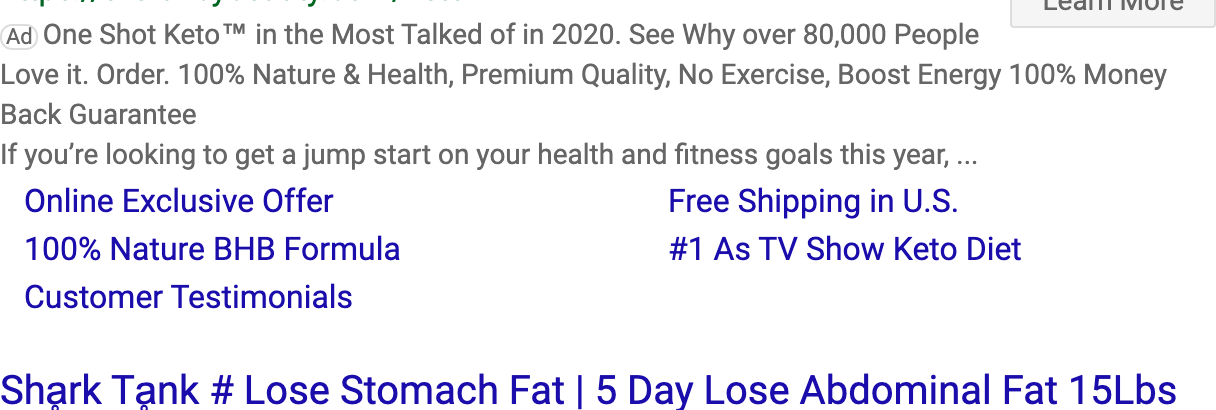 Learn More
Ad One Shot Keto™ in the Most Talked of in 2020. See Why over 80,000 People
Love it. Order. 100% Nature & Health, Premium Quality, No Exercise, Boost Energy 100% Money
Back Guarantee
If you’re looking to get a jump start on your health and fitness goals this year, ...
Online Exclusive Offer
Free Shipping in U.S.
100% Nature BHB Formula
#1 As TV Show Keto Diet
Customer Testimonials
Shḁrk Tḁnk # Lose Stomach Fat | 5 Day Lose Abdominal Fat 15Lbs